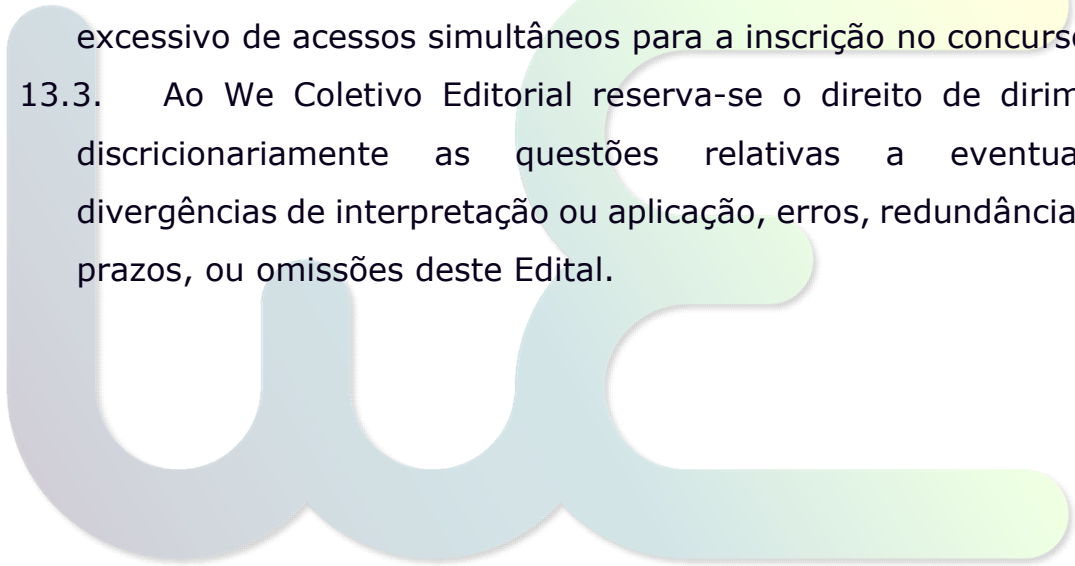 excessivo de acessos simultâneos para a inscrição no concurso
13.3. Ao We Coletivo Editorial reserva-se o direito de dirim
discricionariamente as questões relativas a eventua
divergências de interpretação ou aplicação, erros, redundância
prazos, ou omissões deste Edital.
we